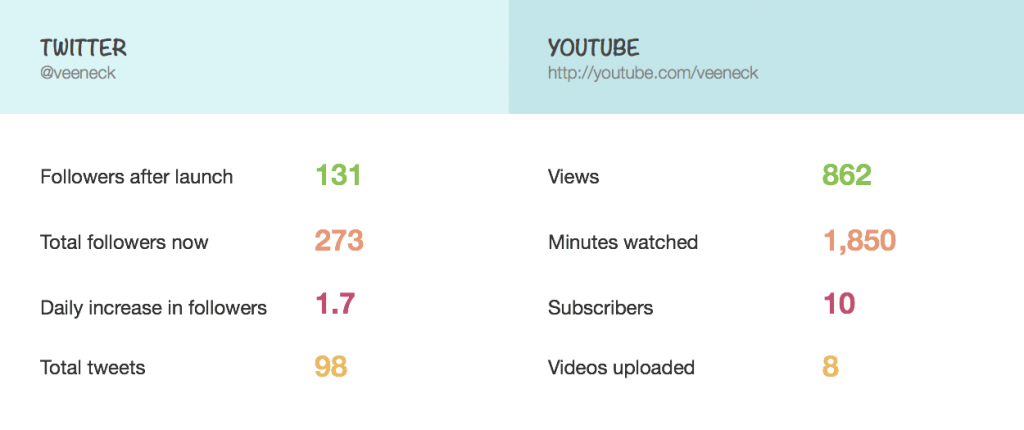 TWITTER
@veeneck
Followers after launch 131
Total followers now 273
Daily increase in followers 1.7
Total tweets 98
YOUTUBE
http://youtube.com/veeneck
Views 862
Minutes watched 1,850
Subscribers 10
Videos uploaded 8